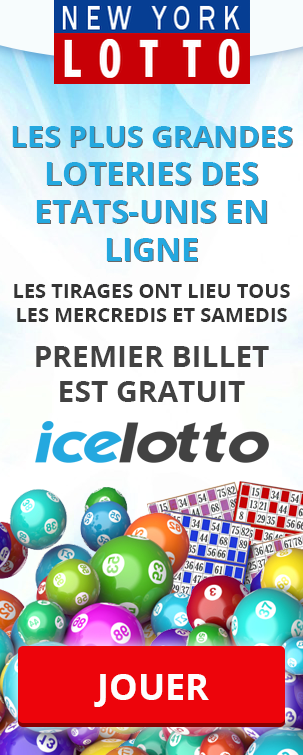 NEW YORK
LOTTO
LES PLUS GRANDES
LOTERIES DES
ETATS-UNIS EN
LIGNE
LES TIRAGES ONT LIEU TOUS
LES MERCREDIS ET SAMEDIS
PREMIER BILLET
EST GRATUIT
icelotto
JOUER